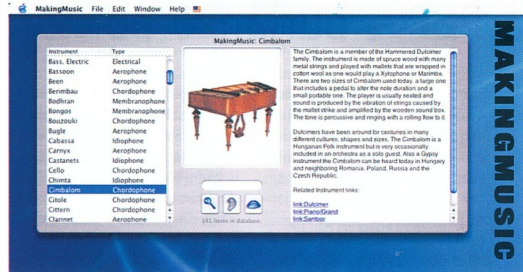 MakingMusic File Edit Window Help
MakingMusic: Cimbalom
Instrument Type
Bass, Electric Electrical
Bassoon Aerophone
Been Aerophone
Berimbau Chordophone
Bodhran Membranophone
Bongos Membranophone
Bouzouki Chordophone
Bugle Aerophone
Cabassa Idiophone
Carnyx Aerophone
Castanets Idiophone
Cello Chordophone
Chimta Idiophone
Cimbalom Chordophone
Citole Chordophone
Cittern Chordophone
Clarinet Aerophone
141 items in database.
The Cimbalom is a member of the Hammered Dulcimer
family. The instrument is made of spruce wood with many
metal strings and played with mallets that are wrapped in
cotton wool as one would play a Xylophone or Marimba.
There are two sizes of Cimbalom used today, a large one
that includes a pedal to alter the note duration and a
small portable one. The player is usually seated and
sound is produced by the vibration of strings caused by
the mallet strike and amplified by the wooden sound box.
The tone is percussive and ringing with a rolling flow to it.
Dulcimers have been around for centuries in many
different cultures, shapes and sizes. The Cimbalom is a
Hungarian Folk instrument but is very occasionally
included in an orchestra as a solo guest. Also a Gypsy
instrument the Cimbalom can be heard today in Hungary
and neighboring Romania, Poland, Russia and the
Czech Republic.
Related Instrument links:
link:Dulcimer
link:Piano/Grand
link:Santoor
MAKINGMUSIC